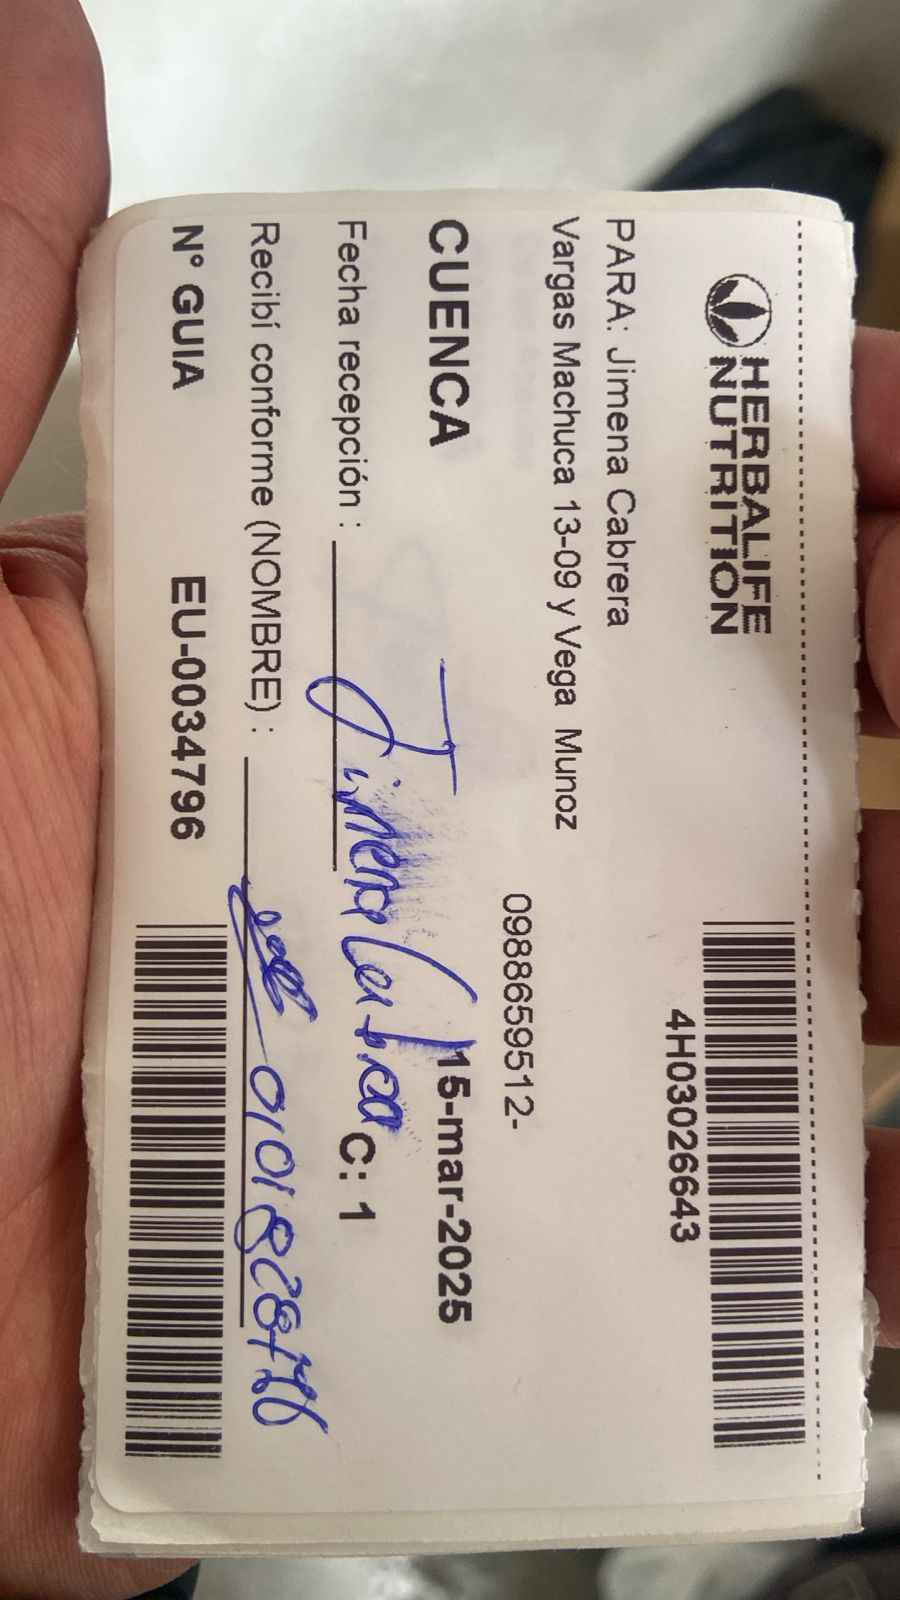 HERBALIFE
NUTRITION
4H03026643
PARA: Jimena Cabrera
Vargas Machuca 13-09 y Vega Munoz
0988659512-
CUENCA 15-mar-2025
Fecha recepción : Jimena Cabrera C: 1
Recibí conforme (NOMBRE) :
N° GUIA EU-0034796